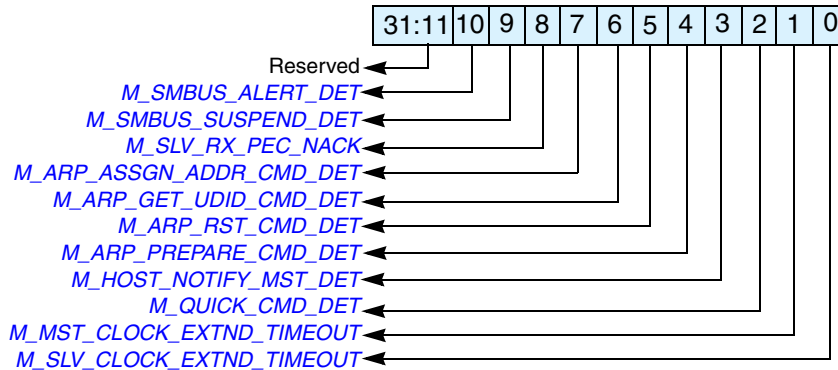 31:11 10 9 8 7 6 5 4 3 2 1 0
Reserved
M_SMBUS_ALERT_DET
M_SMBUS_SUSPEND_DET
M_SLV_RX_PEC_NACK
M_ARP_ASSGN_ADDR_CMD_DET
M_ARP_GET_UDID_CMD_DET
M_ARP_RST_CMD_DET
M_ARP_PREPARE_CMD_DET
M_HOST_NOTIFY_MST_DET
M_QUICK_CMD_DET
M_MST_CLOCK_EXTND_TIMEOUT
M_SLV_CLOCK_EXTND_TIMEOUT